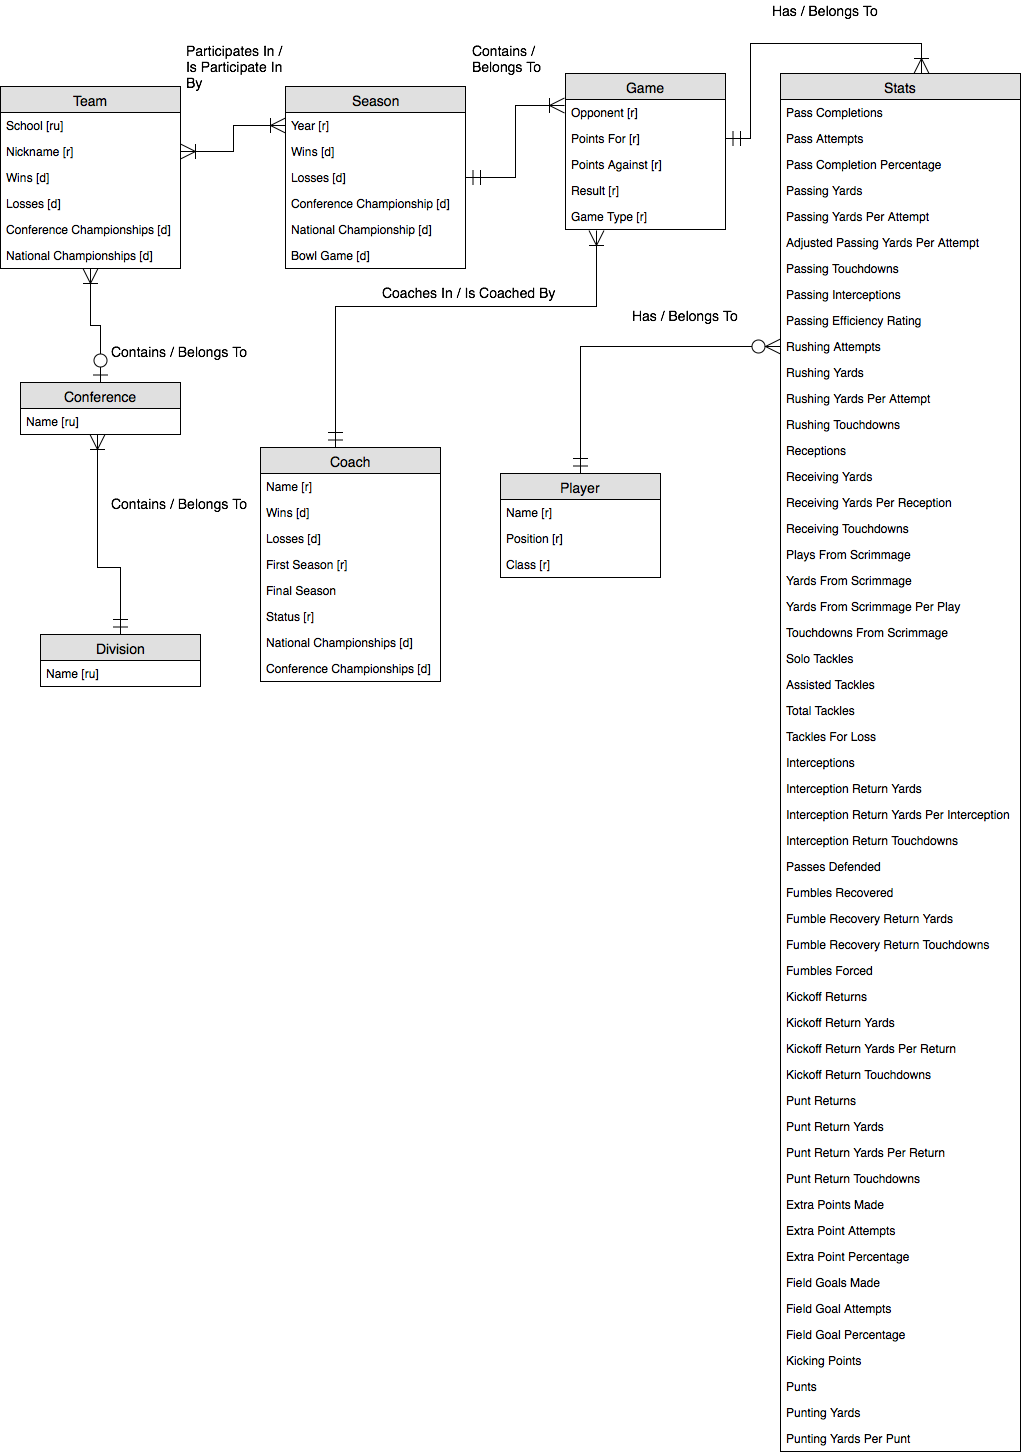 Has / Belongs To
Participates In /
Is Participate In
By
Contains /
Belongs To
Team
School [ru]
Nickname [r]
Wins [d]
Losses [d]
Conference Championships [d]
National Championships [d]
Season
Year [r]
Wins [d]
Losses [d]
Conference Championship [d]
National Championship [d]
Bowl Game [d]
Game
Opponent [r]
Points For [r]
Points Against [r]
Result [r]
Game Type [r]
Coaches In / Is Coached By
Has / Belongs To
Contains / Belongs To
Conference
Name [ru]
Contains / Belongs To
Division
Name [ru]
Coach
Name [r]
Wins [d]
Losses [d]
First Season [r]
Final Season
Status [r]
National Championships [d]
Conference Championships [d]
Player
Name [r]
Position [r]
Class [r]
Stats
Pass Completions
Pass Attempts
Pass Completion Percentage
Passing Yards
Passing Yards Per Attempt
Adjusted Passing Yards Per Attempt
Passing Touchdowns
Passing Interceptions
Passing Efficiency Rating
Rushing Attempts
Rushing Yards
Rushing Yards Per Attempt
Rushing Touchdowns
Receptions
Receiving Yards
Receiving Yards Per Reception
Receiving Touchdowns
Plays From Scrimmage
Yards From Scrimmage
Yards From Scrimmage Per Play
Touchdowns From Scrimmage
Solo Tackles
Assisted Tackles
Total Tackles
Tackles For Loss
Interceptions
Interception Return Yards
Interception Return Yards Per Interception
Interception Return Touchdowns
Passes Defended
Fumbles Recovered
Fumble Recovery Return Yards
Fumble Recovery Return Touchdowns
Fumbles Forced
Kickoff Returns
Kickoff Return Yards
Kickoff Return Yards Per Return
Kickoff Return Touchdowns
Punt Returns
Punt Return Yards
Punt Return Yards Per Return
Punt Return Touchdowns
Extra Points Made
Extra Point Attempts
Extra Point Percentage
Field Goals Made
Field Goal Attempts
Field Goal Percentage
Kicking Points
Punts
Punting Yards
Punting Yards Per Punt